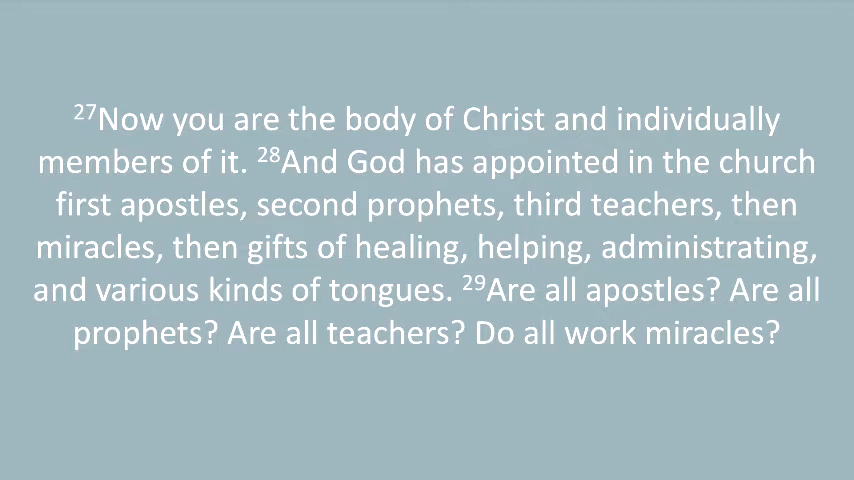 ²⁷Now you are the body of Christ and individually
members of it. ²⁸And God has appointed in the church
first apostles, second prophets, third teachers, then
miracles, then gifts of healing, helping, administrating,
and various kinds of tongues. ²⁹Are all apostles? Are all
prophets? Are all teachers? Do all work miracles?